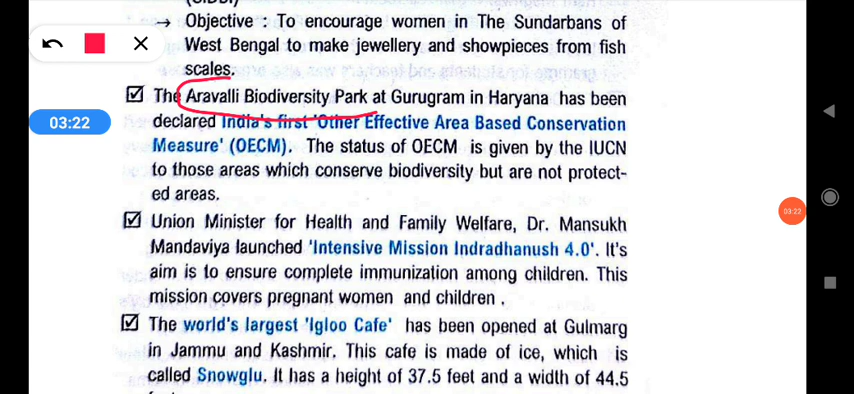 → Objective : To encourage women in The Sundarbans of
West Bengal to make jewellery and showpieces from fish
scales.
The Aravalli Biodiversity Park at Gurugram in Haryana has been
03:22
declared India's first 'Other Effective Area Based Conservation
Measure' (OECM). The status of OECM is given by the IUCN
to those areas which conserve biodiversity but are not protect-
ed areas.
03:22
Union Minister for Health and Family Welfare, Dr. Mansukh
Mandaviya launched 'Intensive Mission Indradhanush 4.0'. It's
aim is to ensure complete immunization among children. This
mission covers pregnant women and children .
The world's largest 'Igloo Cafe' has been opened at Gulmarg
in Jammu and Kashmir. This cafe is made of ice, which is
called Snowglu. It has a height of 37.5 feet and a width of 44.5